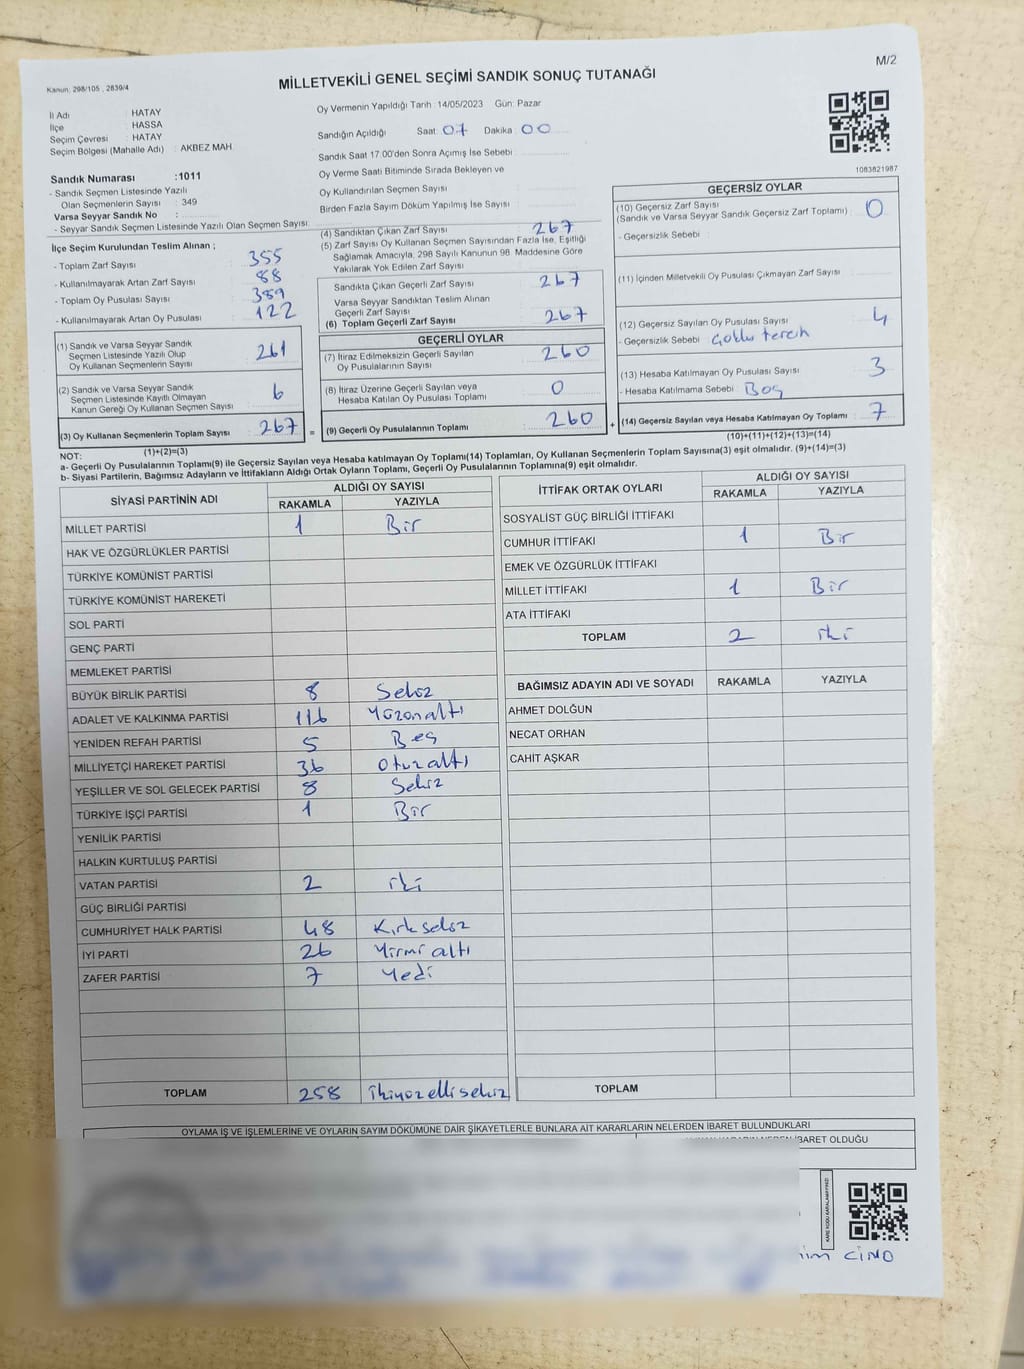 M/2
Kanun: 298/105 , 2839/4
MİLLETVEKİLİ GENEL SEÇİMİ SANDIK SONUÇ TUTANAĞI
İl Adı : HATAY
İlçe : HASSA
Seçim Çevresi : HATAY
Seçim Bölgesi (Mahalle Adı) : AKBEZ MAH.
Sandık Numarası :1011
- Sandık Seçmen Listesinde Yazılı
Olan Seçmenlerin Sayısı : 349
Varsa Seyyar Sandık No :
- Seyyar Sandık Seçmen Listesinde Yazılı Olan Seçmen Sayısı
İlçe Seçim Kurulundan Teslim Alınan ;
- Toplam Zarf Sayısı 355
- Kullanılmayarak Artan Zarf Sayısı 88
- Toplam Oy Pusulası Sayısı 389
- Kullanılmayarak Artan Oy Pusulası 122
(1) Sandık ve Varsa Seyyar Sandık
Seçmen Listesinde Yazılı Olup
Oy Kullanan Seçmenlerin Sayısı 261
(2) Sandık ve Varsa Seyyar Sandık
Seçmen Listesinde Kayıtlı Olmayan
Kanun Gereği Oy Kullanan Seçmen Sayısı 6
(3) Oy Kullanan Seçmenlerin Toplam Sayısı 267
(1)+(2)=(3)
Oy Vermenin Yapıldığı Tarih : 14/05/2023 Gün: Pazar
Sandığın Açıldığı Saat: 07 Dakika: 00
Sandık Saat 17:00'den Sonra Açımış İse Sebebi
Oy Verme Saati Bitiminde Sırada Bekleyen ve
Oy Kullandırılan Seçmen Sayısı
Birden Fazla Sayım Döküm Yapılmış İse Sayısı
(4) Sandıktan Çıkan Zarf Sayısı 267
(5) Zarf Sayısı Oy Kullanan Seçmen Sayısından Fazla İse, Eşitliği
Sağlamak Amacıyla, 298 Sayılı Kanunun 98. Maddesine Göre
Yakılarak Yok Edilen Zarf Sayısı
Sandıkta Çıkan Geçerli Zarf Sayısı 267
Varsa Seyyar Sandıktan Teslim Alınan
Geçerli Zarf Sayısı
(6) Toplam Geçerli Zarf Sayısı 267
GEÇERLİ OYLAR
(7) İtiraz Edilmeksizin Geçerli Sayılan
Oy Pusulasının Sayısı 260
(8) İtiraz Üzerine Geçerli Sayılan veya
Hesaba Katılan Oy Pusulası Toplamı 0
= (9) Geçerli Oy Pusulalarının Toplamı 260 +
1083821987
GEÇERSİZ OYLAR
(10) Geçersiz Zarf Sayısı
(Sandık ve Varsa Seyyar Sandık Geçersiz Zarf Toplamı) 0
- Geçersizlik Sebebi :
(11) İçinden Milletvekili Oy Pusulası Çıkmayan Zarf Sayısı
(12) Geçersiz Sayılan Oy Pusulası Sayısı 4
- Geçersizlik Sebebi Çoklu tercih
(13) Hesaba Katılmayan Oy Pusulası Sayısı 3
- Hesaba Katılmama Sebebi : Boş
(14) Geçersiz Sayılan veya Hesaba Katılmayan Oy Toplamı 7
(10)+(11)+(12)+(13)=(14)
NOT:
a- Geçerli Oy Pusulalarının Toplamı(9) ile Geçersiz Sayılan veya Hesaba katılmayan Oy Toplamı(14) Toplamları, Oy Kullanan Seçmenlerin Toplam Sayısına(3) eşit olmalıdır. (9)+(14)=(3)
b- Siyasi Partilerin, Bağımsız Adayların ve İttifakların Aldığı Ortak Oyların Toplamı, Geçerli Oy Pusulalarının Toplamına(9) eşit olmalıdır.
SİYASİ PARTİNİN ADI ALDIĞI OY SAYISI
RAKAMLA YAZIYLA
MİLLET PARTİSİ 1 Bir
HAK VE ÖZGÜRLÜKLER PARTİSİ
TÜRKİYE KOMÜNİST PARTİSİ
TÜRKİYE KOMÜNİST HAREKETİ
SOL PARTİ
GENÇ PARTİ
MEMLEKET PARTİSİ
BÜYÜK BİRLİK PARTİSİ 8 Sekiz
ADALET VE KALKINMA PARTİSİ 116 Yüzonaltı
YENİDEN REFAH PARTİSİ 5 Beş
MİLLİYETÇİ HAREKET PARTİSİ 36 Otuzaltı
YEŞİLLER VE SOL GELECEK PARTİSİ 8 Sekiz
TÜRKİYE İŞÇİ PARTİSİ 1 Bir
YENİLİK PARTİSİ
HALKIN KURTULUŞ PARTİSİ
VATAN PARTİSİ 2 iki
GÜÇ BİRLİĞİ PARTİSİ
CUMHURİYET HALK PARTİSİ 48 Kırksekiz
İYİ PARTİ 26 Yirmi altı
ZAFER PARTİSİ 7 Yedi
TOPLAM 258 ikiyüzellisekiz
İTTİFAK ORTAK OYLARI ALDIĞI OY SAYISI
RAKAMLA YAZIYLA
SOSYALİST GÜÇ BİRLİĞİ İTTİFAKI
CUMHUR İTTİFAKI 1 Bir
EMEK VE ÖZGÜRLÜK İTTİFAKI
MİLLET İTTİFAKI 1 Bir
ATA İTTİFAKI
TOPLAM 2 iki
BAĞIMSIZ ADAYIN ADI VE SOYADI RAKAMLA YAZIYLA
AHMET DOLĞUN
NECAT ORHAN
CAHİT AŞKAR
TOPLAM
OYLAMA İŞ VE İŞLEMLERİNE VE OYLARIN SAYIM DÖKÜMÜNE DAİR ŞİKAYETLERLE BUNLARA AİT KARARLARIN NELERDEN İBARET BULUNDUKLARI
İBARET OLDUĞU
CİNO